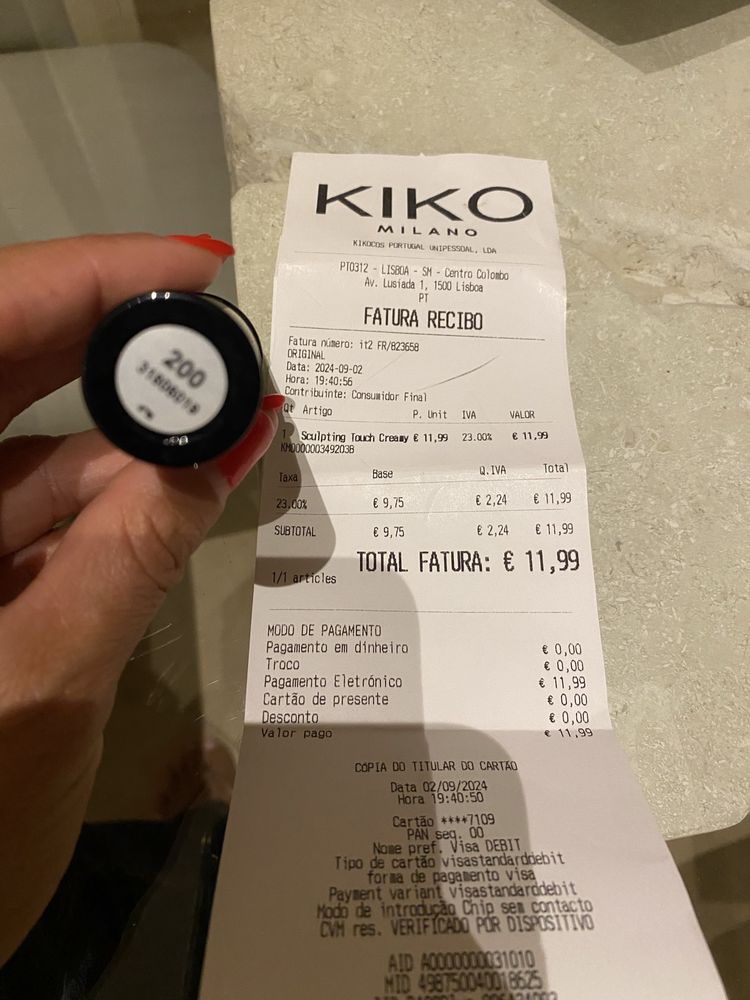 KIKO
MILANO
KIKOCOS PORTUGAL UNIPESSOAL, LDA
PT0312 - LISBOA - SM - Centro Colombo
Av. Lusiada 1, 1500 Lisboa
PT
FATURA RECIBO
Fatura número: it2 FR/823658
ORIGINAL
Data: 2024-09-02
Hora: 19:40:56
Contribuinte: Consumidor Final
Qt Artigo P. Unit IVA VALOR
1 Sculpting Touch Creamy € 11,99 23.00% € 11,99
KM000000349203B
Taxa Base Q.IVA Total
23.00% € 9,75 € 2,24 € 11,99
SUBTOTAL € 9,75 € 2,24 € 11,99
TOTAL FATURA: € 11,99
1/1 articles
MODO DE PAGAMENTO
Pagamento em dinheiro € 0,00
Troco € 0,00
Pagamento Eletrónico € 11,99
Cartão de presente € 0,00
Desconto € 0,00
Valor pago € 11,99
CÓPIA DO TITULAR DO CARTÃO
Data 02/09/2024
Hora 19:40:50
Cartão ****7109
PAN seq. 00
Nome pref. Visa DEBIT
Tipo de cartão visastandarddebit
forma de pagamento visa
Payment variant visastandarddebit
Modo de introdução Chip sem contacto
CVM res. VERIFICADO POR DISPOSITIVO
AID A0000000031010
MID 498750040018625
200